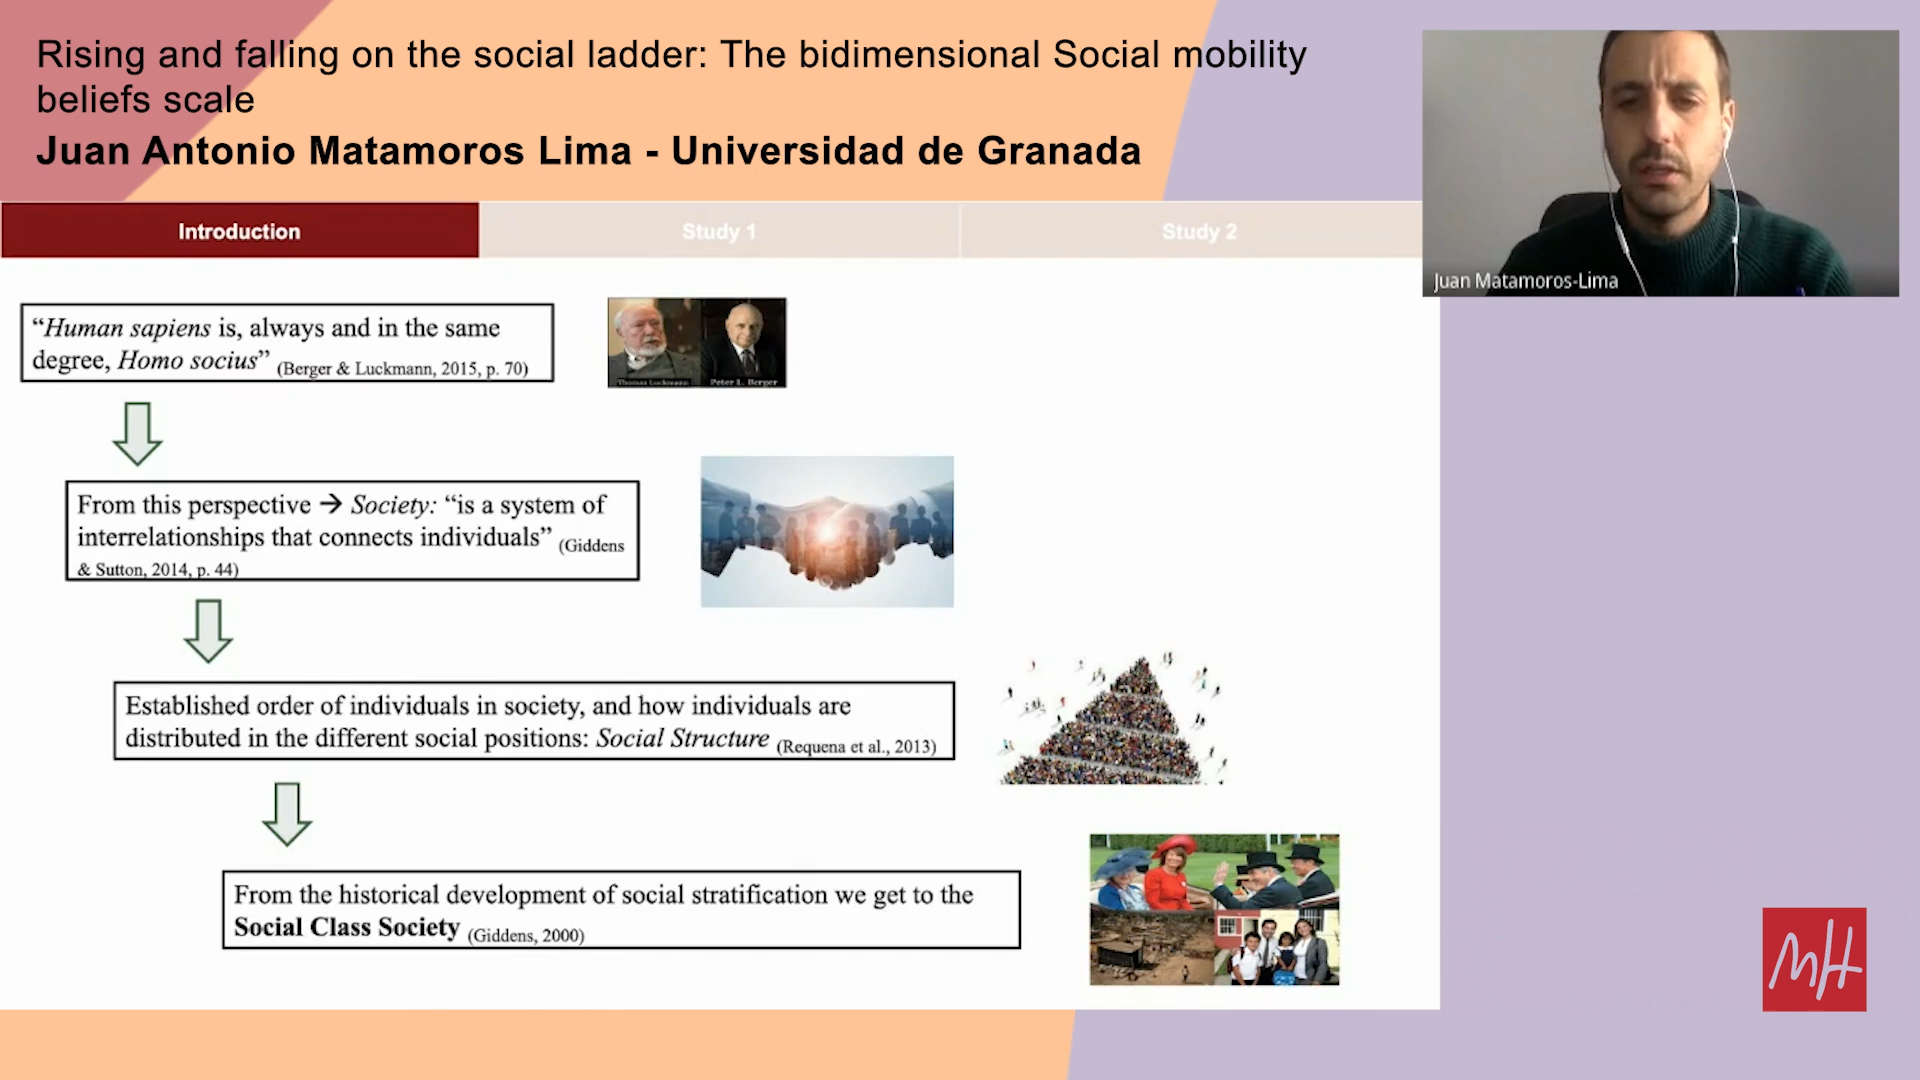 Rising and falling on the social ladder: The bidimensional Social mobility
beliefs scale
Juan Antonio Matamoros Lima - Universidad de Granada
Introduction
Study 1
Study 2
Juan Matamoros-Lima
“Human sapiens is, always and in the same
degree, Homo socius” (Berger & Luckmann, 2015, p. 70)
Thomas Luckmann
Peter L. Berger
From this perspective → Society: “is a system of
interrelationships that connects individuals” (Giddens
& Sutton, 2014, p. 44)
Established order of individuals in society, and how individuals are
distributed in the different social positions: Social Structure (Requena et al., 2013)
From the historical development of social stratification we get to the
Social Class Society (Giddens, 2000)
MH